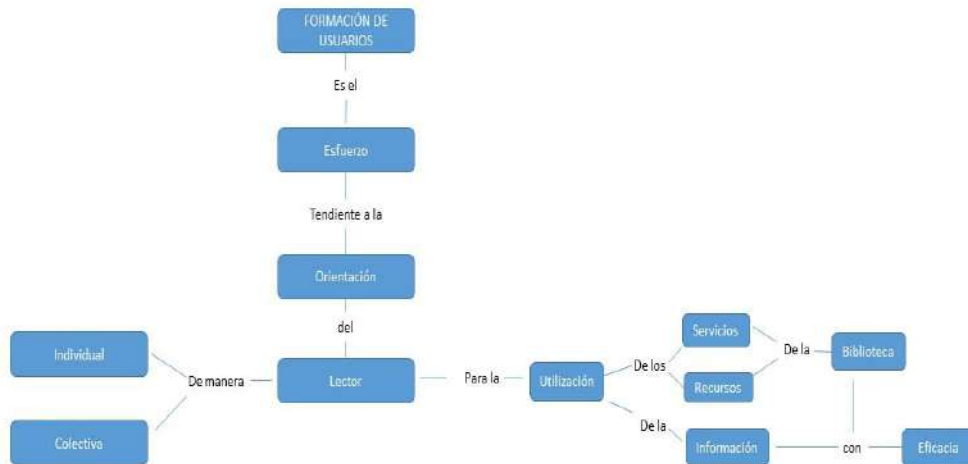 FORMACIÓN DE
USUARIOS
Es el
Esfuerzo
Tendiente a la
Orientación
del
Individual
De manera
Colectiva
Lector
Para la
Utilización
De los
Servicios
Recursos
De la
Biblioteca
De la
Información
con
Eficacia